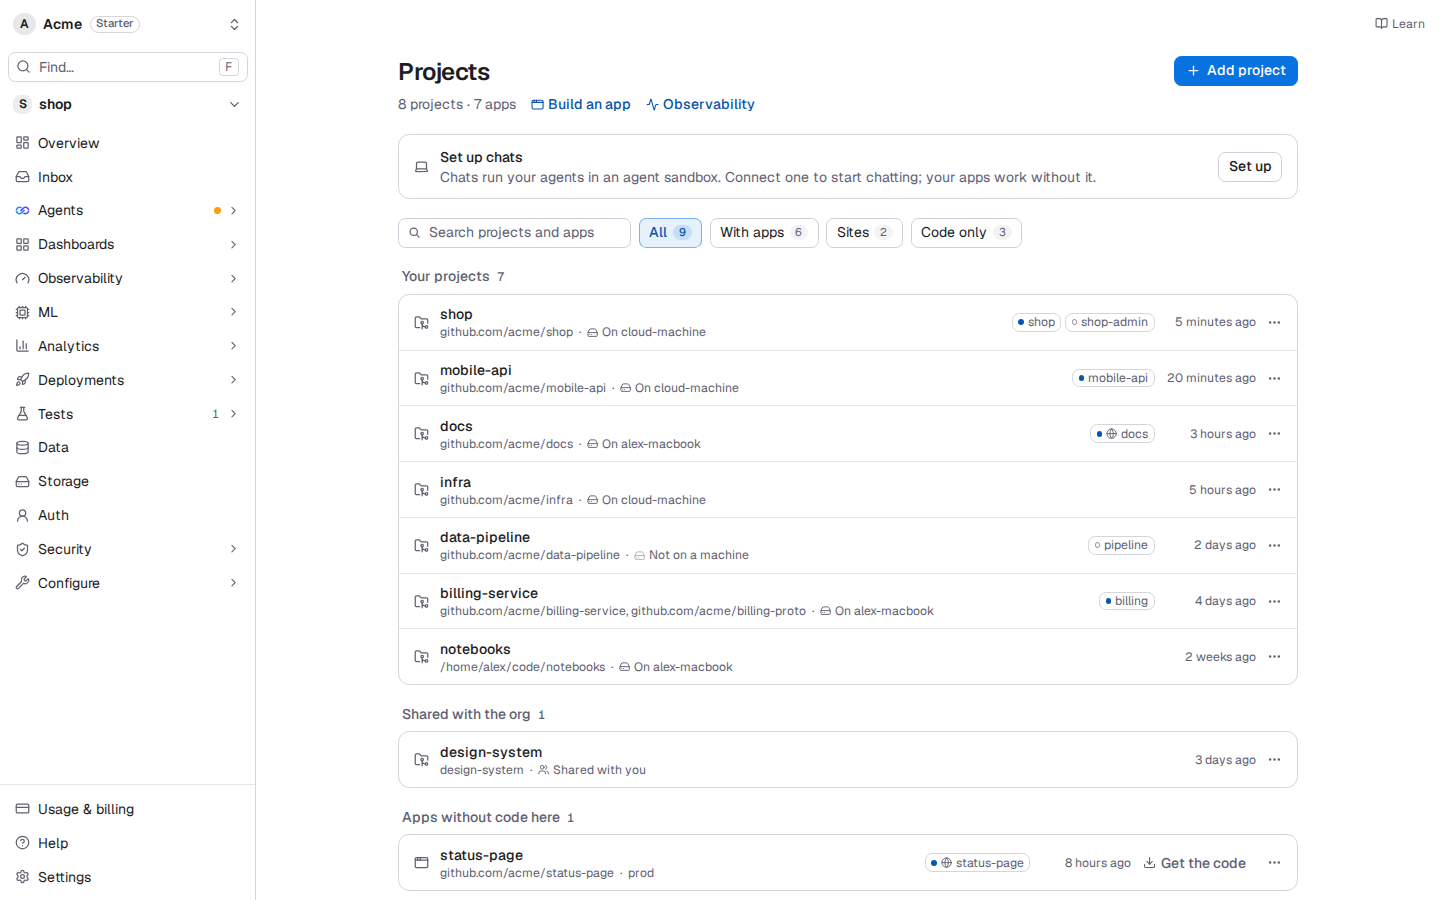 A Acme Starter
Find... F
S shop
Overview
Inbox
Agents
Dashboards
Observability
ML
Analytics
Deployments
Tests 1
Data
Storage
Auth
Security
Configure
Usage & billing
Help
Settings
Learn
Projects
Add project
8 projects · 7 apps Build an app Observability
Set up chats
Chats run your agents in an agent sandbox. Connect one to start chatting; your apps work without it.
Set up
Search projects and apps All 9 With apps 6 Sites 2 Code only 3
Your projects 7
shop
github.com/acme/shop · On cloud-machine
shop shop-admin 5 minutes ago
mobile-api
github.com/acme/mobile-api · On cloud-machine
mobile-api 20 minutes ago
docs
github.com/acme/docs · On alex-macbook
docs 3 hours ago
infra
github.com/acme/infra · On cloud-machine
5 hours ago
data-pipeline
github.com/acme/data-pipeline · Not on a machine
pipeline 2 days ago
billing-service
github.com/acme/billing-service, github.com/acme/billing-proto · On alex-macbook
billing 4 days ago
notebooks
/home/alex/code/notebooks · On alex-macbook
2 weeks ago
Shared with the org 1
design-system
design-system · Shared with you
3 days ago
Apps without code here 1
status-page
github.com/acme/status-page · prod
status-page 8 hours ago Get the code